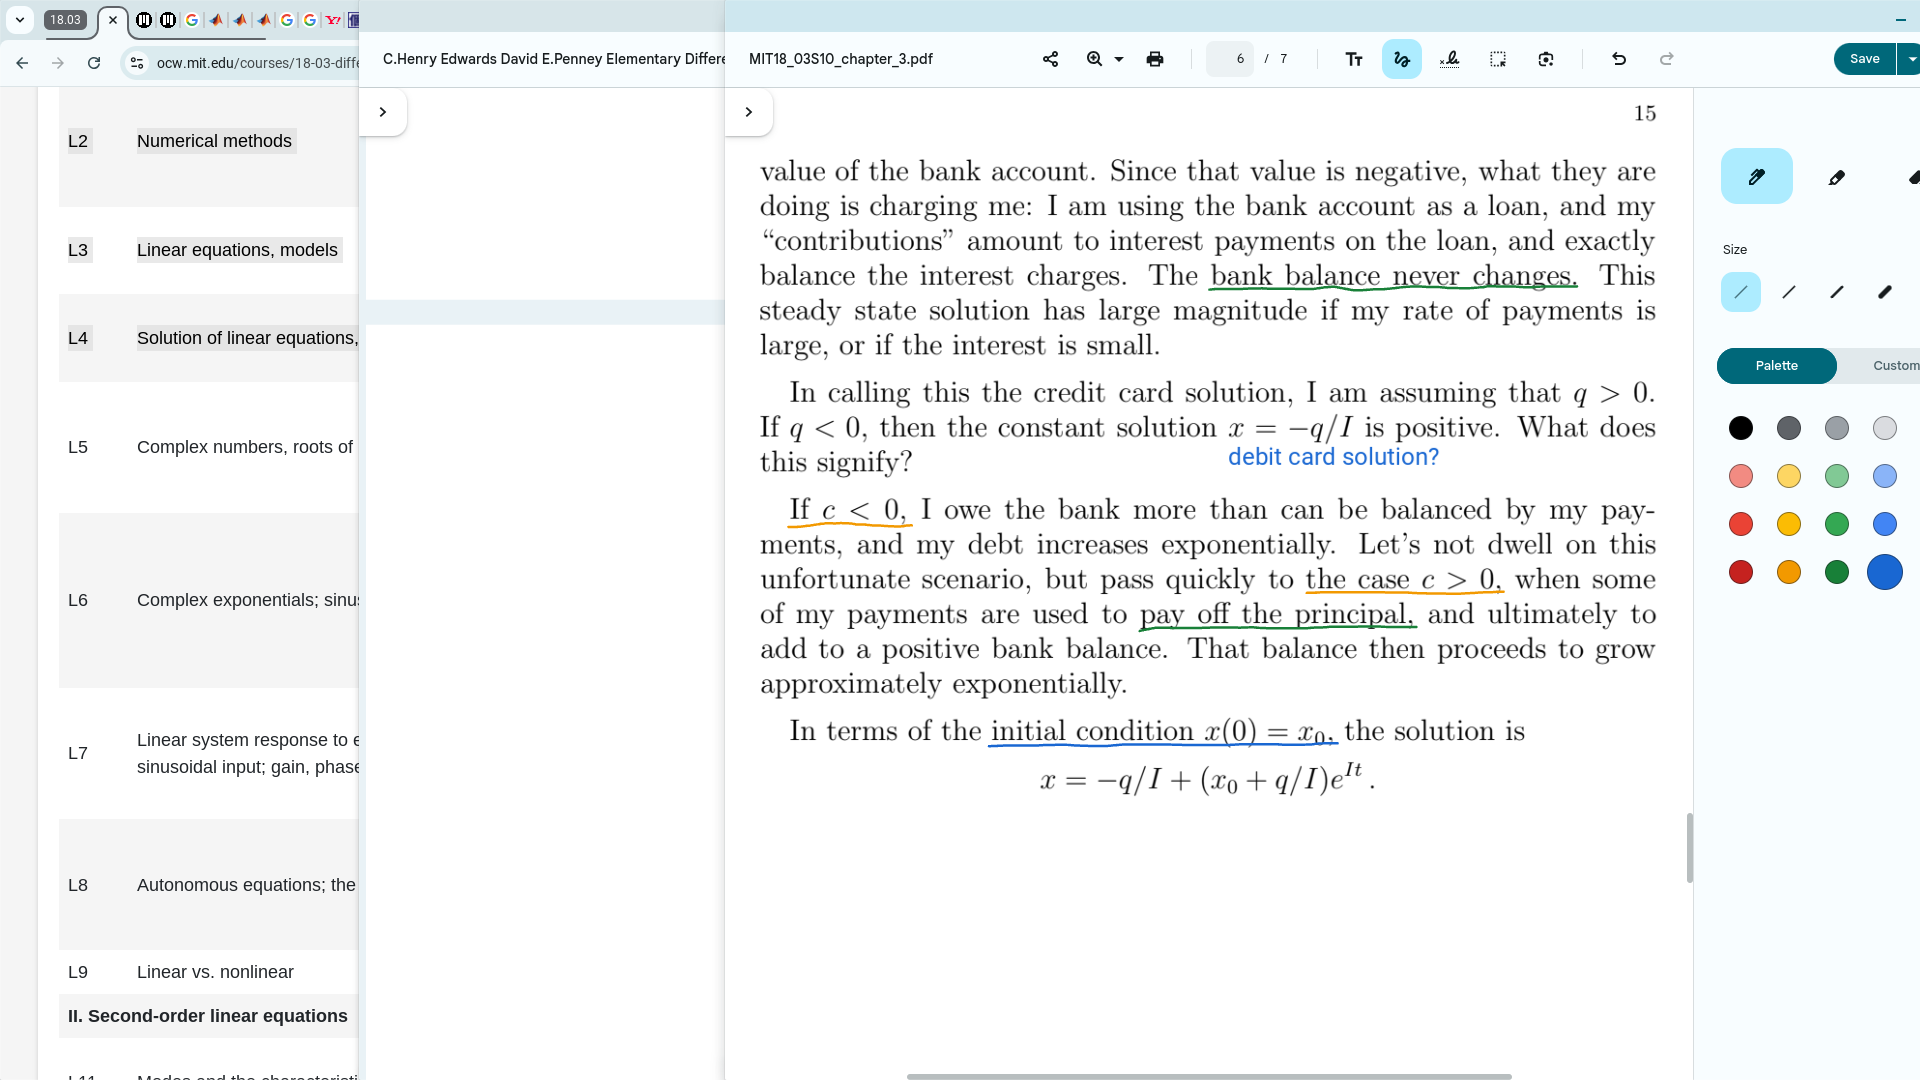 18.03
ocw.mit.edu/courses/18-03-diffe
L2 Numerical methods
L3 Linear equations, models
L4 Solution of linear equations,
L5 Complex numbers, roots of
L6 Complex exponentials; sinus
L7 Linear system response to e
sinusoidal input; gain, phase
L8 Autonomous equations; the
L9 Linear vs. nonlinear
II. Second-order linear equations
L11 Modes and the characteristi
C.Henry Edwards David E.Penney Elementary Differe
MIT18_03S10_chapter_3.pdf
6 / 7
Save
15
value of the bank account. Since that value is negative, what they are
doing is charging me: I am using the bank account as a loan, and my
“contributions” amount to interest payments on the loan, and exactly
balance the interest charges. The bank balance never changes. This
steady state solution has large magnitude if my rate of payments is
large, or if the interest is small.
In calling this the credit card solution, I am assuming that q > 0.
If q < 0, then the constant solution x = −q/I is positive. What does
this signify?
debit card solution?
If c < 0, I owe the bank more than can be balanced by my pay-
ments, and my debt increases exponentially. Let’s not dwell on this
unfortunate scenario, but pass quickly to the case c > 0, when some
of my payments are used to pay off the principal, and ultimately to
add to a positive bank balance. That balance then proceeds to grow
approximately exponentially.
In terms of the initial condition x(0) = x₀, the solution is
x = −q/I + (x₀ + q/I)e^{It} .
Size
Palette
Custom